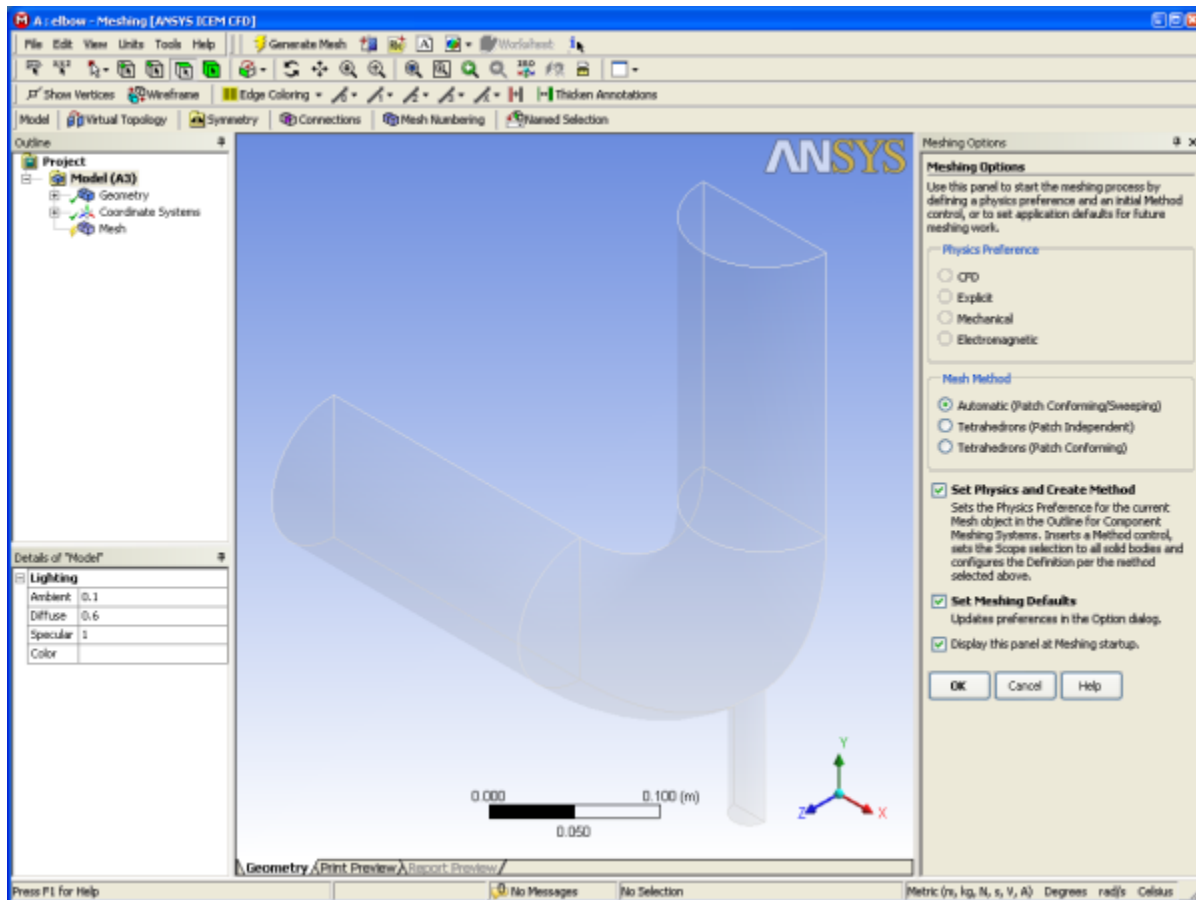 A : elbow - Meshing [ANSYS ICEM CFD]
File Edit View Units Tools Help Generate Mesh A Worksheet i
Show Vertices Wireframe Edge Coloring Thicken Annotations
Model Virtual Topology Symmetry Connections Mesh Numbering Named Selection
Outline
Project
Model (A3)
Geometry
Coordinate Systems
Mesh
Details of "Model"
Lighting
Ambient 0.1
Diffuse 0.6
Specular 1
Color
ANSYS
0.000 0.100 (m)
0.050
Y
Z X
Geometry Print Preview Report Preview
Meshing Options
Meshing Options
Use this panel to start the meshing process by
defining a physics preference and an initial Method
control, or to set application defaults for future
meshing work.
Physics Preference
CFD
Explicit
Mechanical
Electromagnetic
Mesh Method
Automatic (Patch Conforming/Sweeping)
Tetrahedrons (Patch Independent)
Tetrahedrons (Patch Conforming)
Set Physics and Create Method
Sets the Physics Preference for the current
Mesh object in the Outline for Component
Meshing Systems. Inserts a Method control,
sets the Scope selection to all solid bodies and
configures the Definition per the method
selected above.
Set Meshing Defaults
Updates preferences in the Option dialog.
Display this panel at Meshing startup.
OK Cancel Help
Press F1 for Help No Messages No Selection Metric (m, kg, N, s, V, A) Degrees rad/s Celsius